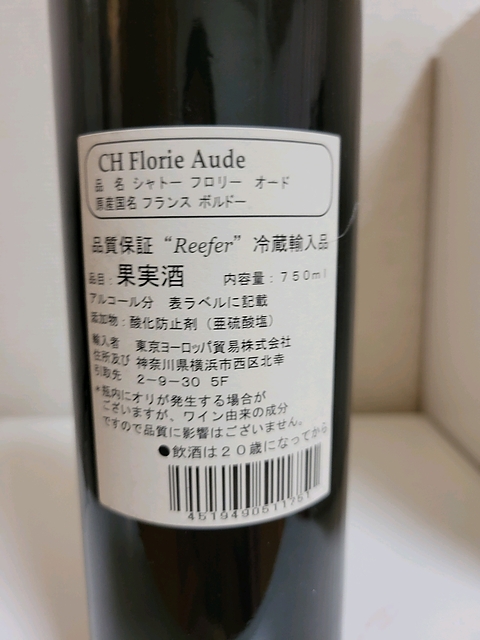 CH Florie Aude
品 名 シャトー フロリー オード
原産国名 フランス ボルドー
品質保証 “Reefer” 冷蔵輸入品
品目：果実酒 内容量：750ml
アルコール分 表ラベルに記載
添加物：酸化防止剤（亜硫酸塩）
輸入者 東京ヨーロッパ貿易株式会社
住所及び 神奈川県横浜市西区北幸
引取先 2-9-30 5F
*瓶内にオリが発生する場合が
ございますが、ワイン由来の成分
ですので品質に影響はございません。
●飲酒は20歳になってから